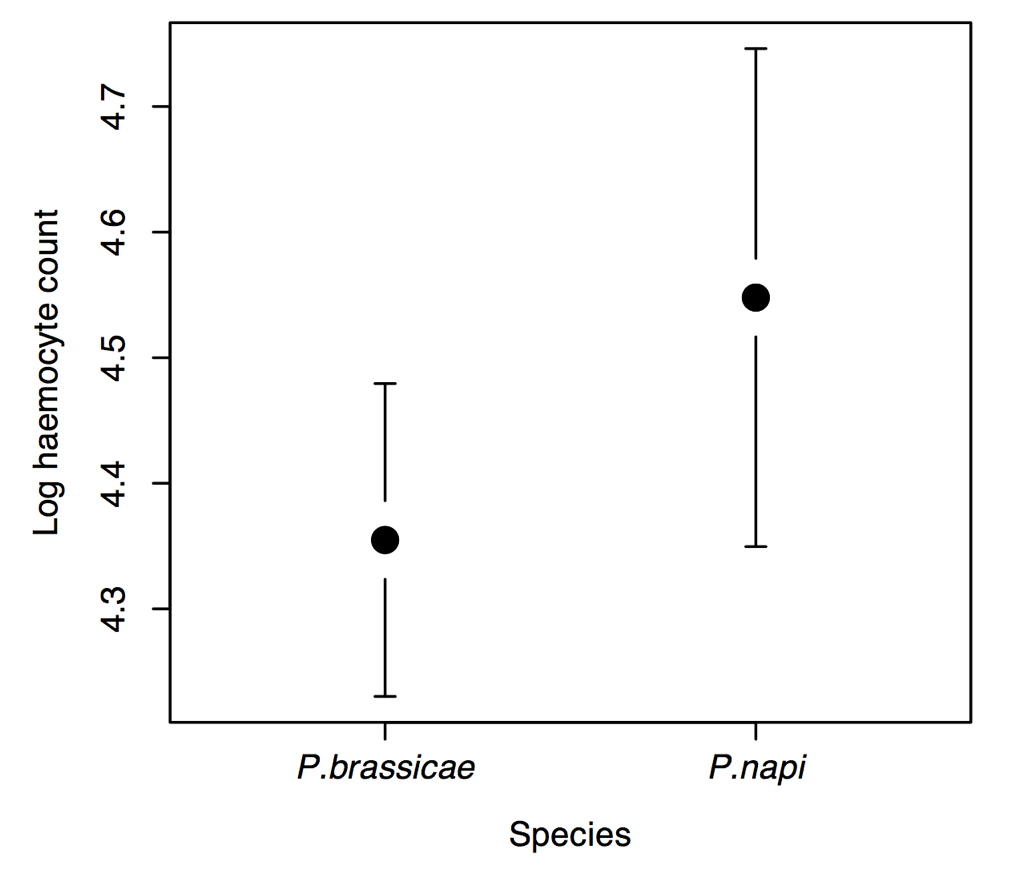 Log haemocyte count
4.7
4.6
4.5
4.4
4.3
P.brassicae
P.napi
Species